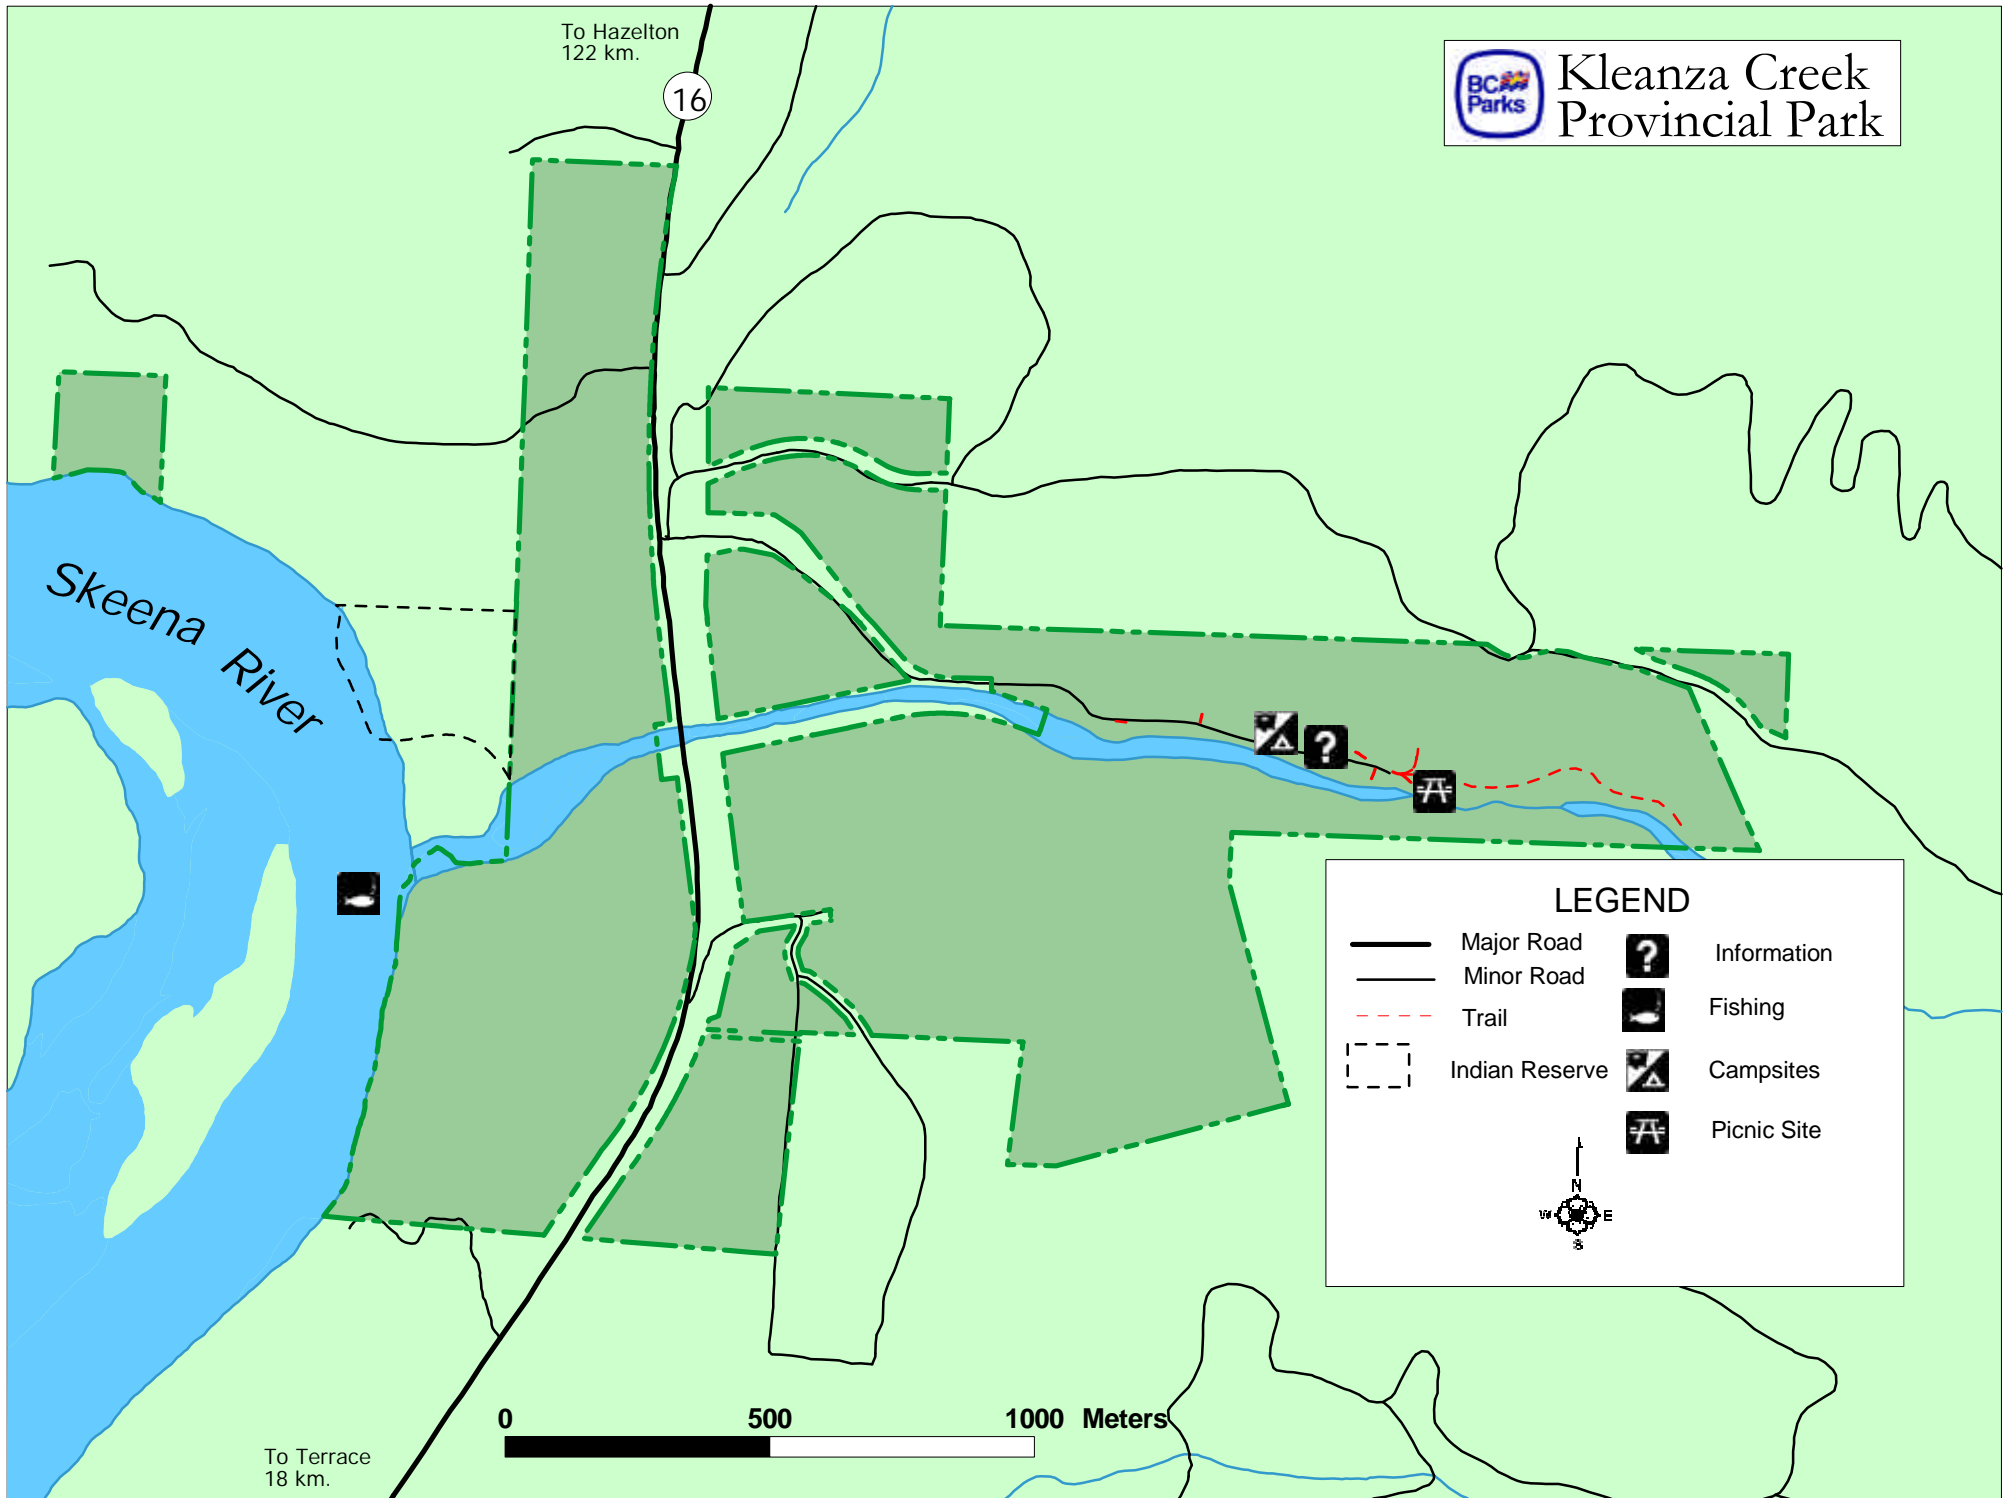 To Hazelton
122 km.
16
BC
Parks
Kleanza Creek
Provincial Park
Skeena River
LEGEND
Major Road
Minor Road
Trail
Indian Reserve
?
Information
Fishing
Campsites
Picnic Site
?
N
W E
S
0 500 1000 Meters
To Terrace
18 km.